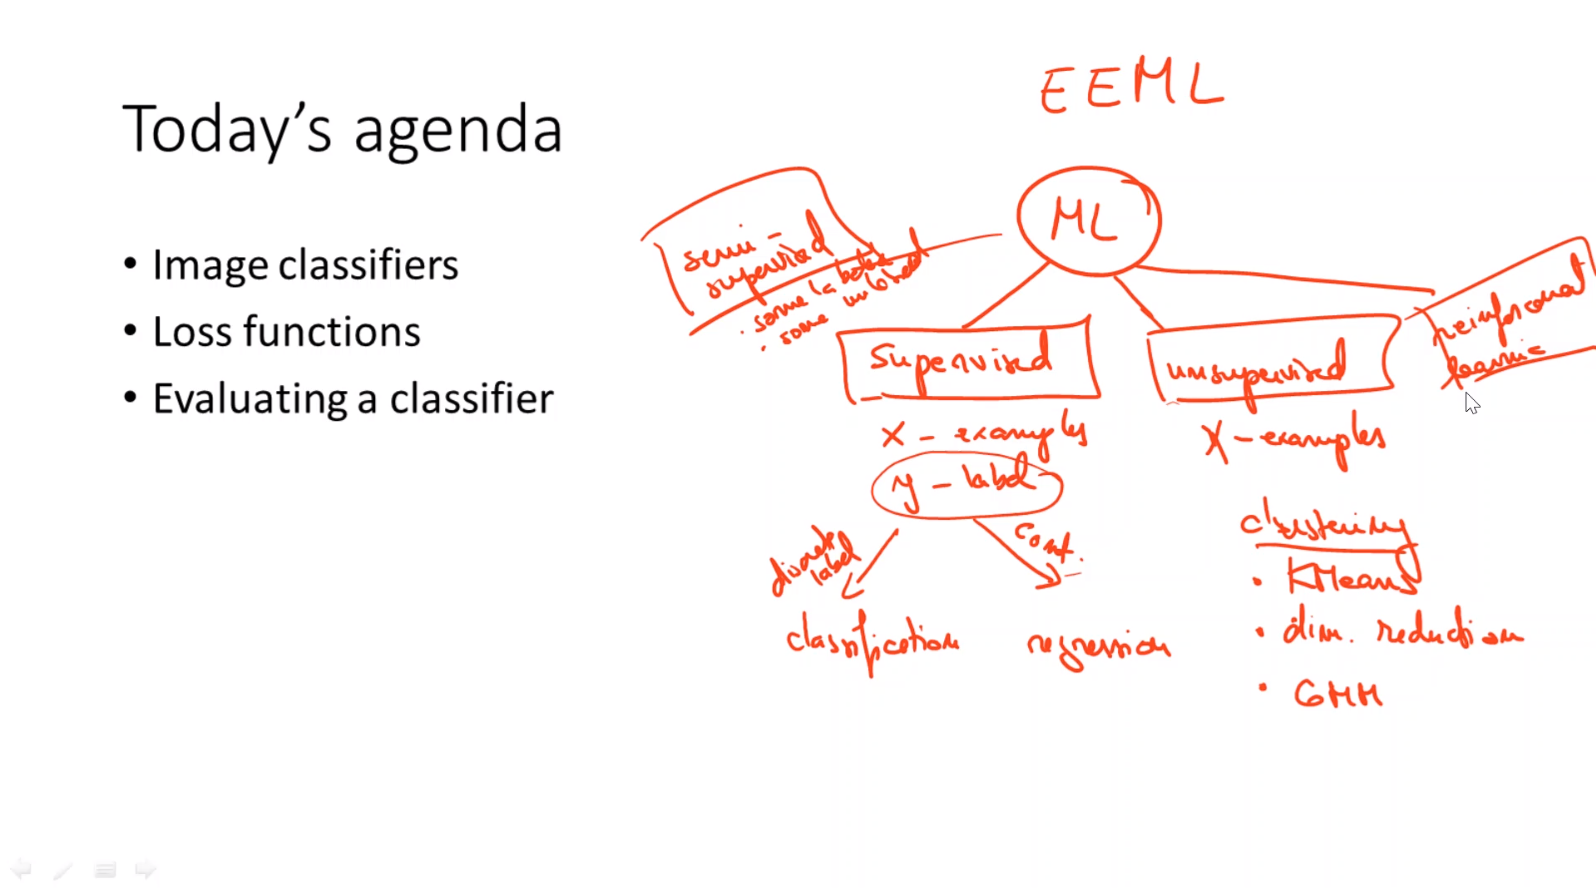 Today's agenda
• Image classifiers
• Loss functions
• Evaluating a classifier
EEML
ML
semi-
supervised
• some labeled
• some unlabeled
supervised
x - examples
y - label
discrete
label
cont.
classification
regression
unsupervised
X - examples
clustering
• KMeans
• dim. reduction
• GMM
learning